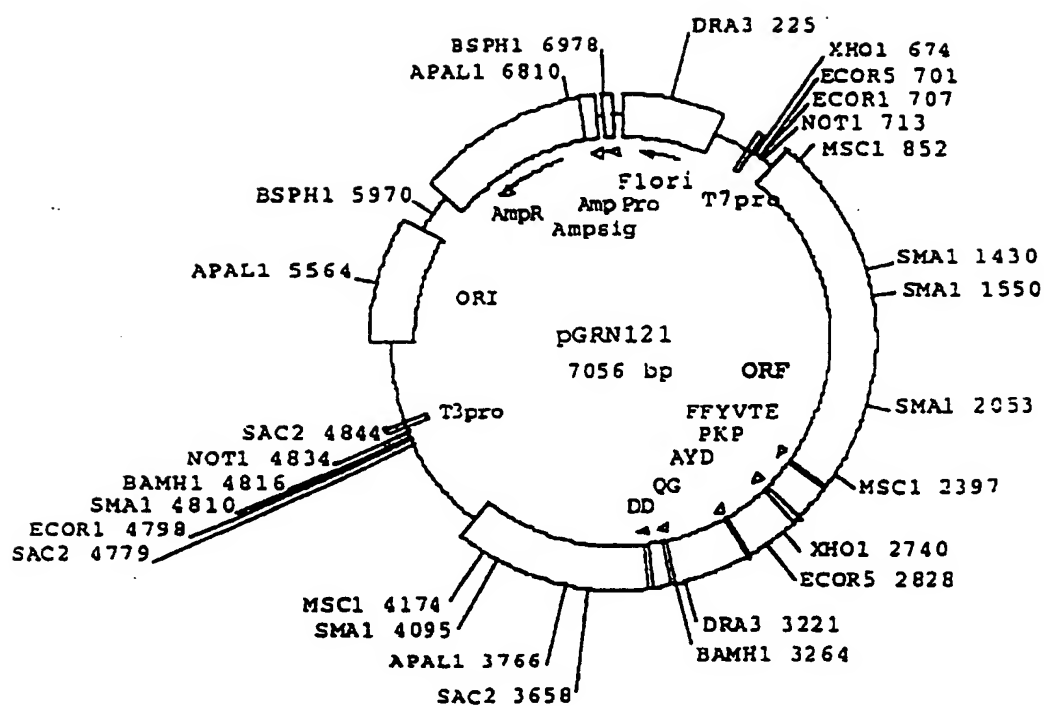 DRA3 225
BSPH1 6978
XHO1 674
APAL1 6810
ECOR5 701
ECOR1 707
NOT1 713
MSC1 852
Flori
BSPH1 5970
T7pro
AmpR
Amp Pro
Ampsig
SMA1 1430
APAL1 5564
SMA1 1550
ORI
pGRN121
7056 bp
ORF
SMA1 2053
FFYVTE
T3pro
PKP
SAC2 4844
AYD
NOT1 4834
MSC1 2397
BAMH1 4816
QG
SMA1 4810
DD
ECOR1 4798
SAC2 4779
XHO1 2740
ECOR5 2828
MSC1 4174
DRA3 3221
SMA1 4095
BAMH1 3264
APAL1 3766
SAC2 3658